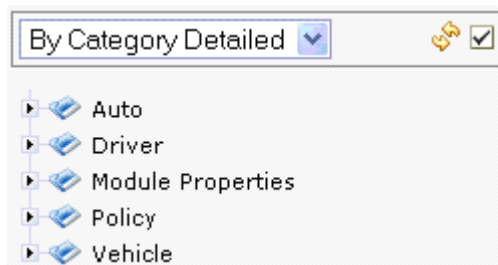 By Category Detailed
Auto
Driver
Module Properties
Policy
Vehicle